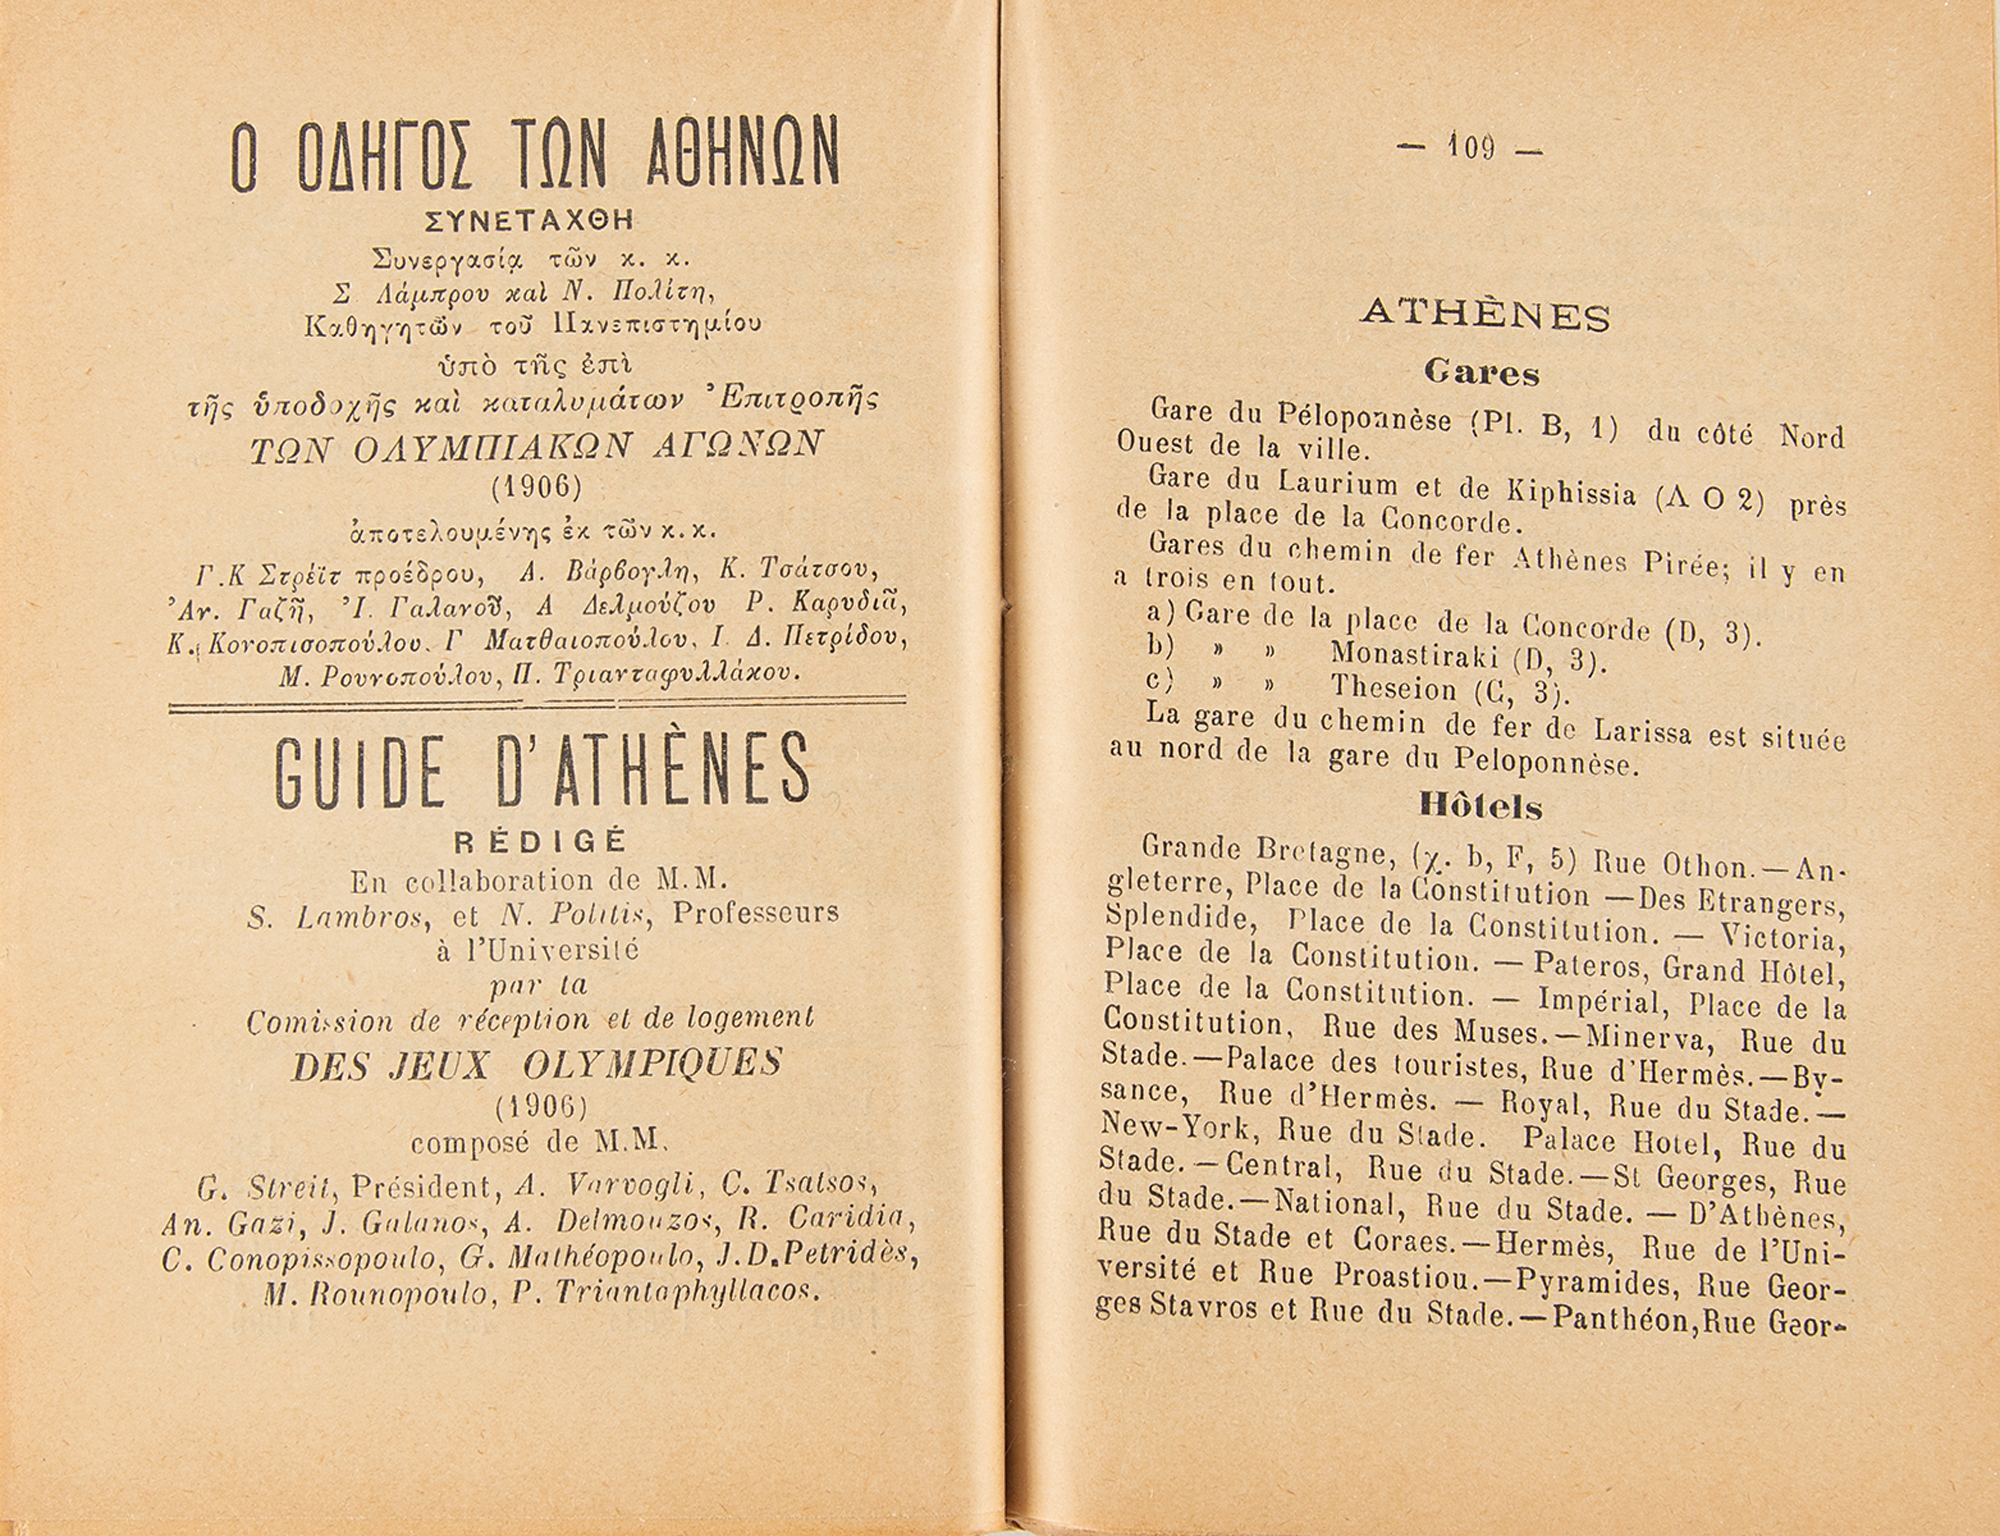 Ο ΟΔΗΓΟΣ ΤΩΝ ΑΘΗΝΩΝ
ΣΥΝΕΤΑΧΘΗ
Συνεργασίᾳ τῶν κ. κ.
Σ Λάμπρου καὶ Ν. Πολίτη,
Καθηγητῶν τοῦ Πανεπιστημίου
ὑπὸ τῆς ἐπὶ
τῆς ὑποδοχῆς καὶ καταλυμάτων Ἐπιτροπῆς
ΤΩΝ ΟΛΥΜΠΙΑΚΩΝ ΑΓΩΝΩΝ
(1906)
ἀποτελουμένης ἐκ τῶν κ.κ.
Γ.Κ Στρέϊτ προέδρου, Α. Βάρβογλη, Κ. Τσάτσου,
Ἀν. Γαζῆ, Ἰ. Γαλανοῦ, Α Δελμούζου Ρ. Καρυδιᾶ,
Κ. Κονοπισοπούλου. Γ Ματθαιοπούλου, Ι. Δ. Πετρίδου,
Μ. Ρουνοπούλου, Π. Τριανταφυλλάκου.
GUIDE D'ATHÈNES
RÉDIGÉ
En collaboration de M.M.
S. Lambros, et N. Politis, Professeurs
à l'Université
par la
Comission de réception et de logement
DES JEUX OLYMPIQUES
(1906)
composé de M.M.
G. Streit, Président, A. Varvogli, C. Tsatsos,
An. Gazi, J. Galanos, A. Delmouzos, R. Caridia,
C. Conopissopoulo, G. Mathéopoulo, J.D.Petridès,
M. Rounopoulo, P. Triantaphyllacos.
— 109 —
ATHÈNES
Gares
Gare du Péloponnèse (Pl. B, 1) du côté Nord
Ouest de la ville.
Gare du Laurium et de Kiphissia (Λ O 2) près
de la place de la Concorde.
Gares du chemin de fer Athènes Pirée; il y en
a trois en tout.
a) Gare de la place de la Concorde (D, 3).
b) » » Monastiraki (D, 3).
c) » » Theseion (C, 3).
La gare du chemin de fer de Larissa est située
au nord de la gare du Peloponnèse.
Hôtels
Grande Bretagne, (χ. b, F, 5) Rue Othon.—An-
gleterre, Place de la Constitution —Des Etrangers,
Splendide, Place de la Constitution. — Victoria,
Place de la Constitution. — Pateros, Grand Hôtel,
Place de la Constitution. — Impérial, Place de la
Constitution, Rue des Muses.—Minerva, Rue du
Stade.—Palace des touristes, Rue d'Hermès.—By-
sance, Rue d'Hermès. — Royal, Rue du Stade.—
New-York, Rue du Stade. Palace Hotel, Rue du
Stade.—Central, Rue du Stade.—St Georges, Rue
du Stade.—National, Rue du Stade. — D'Athènes,
Rue du Stade et Coraes.—Hermès, Rue de l'Uni-
versité et Rue Proastiou.—Pyramides, Rue Geor-
ges Stavros et Rue du Stade.—Panthéon,Rue Geor-